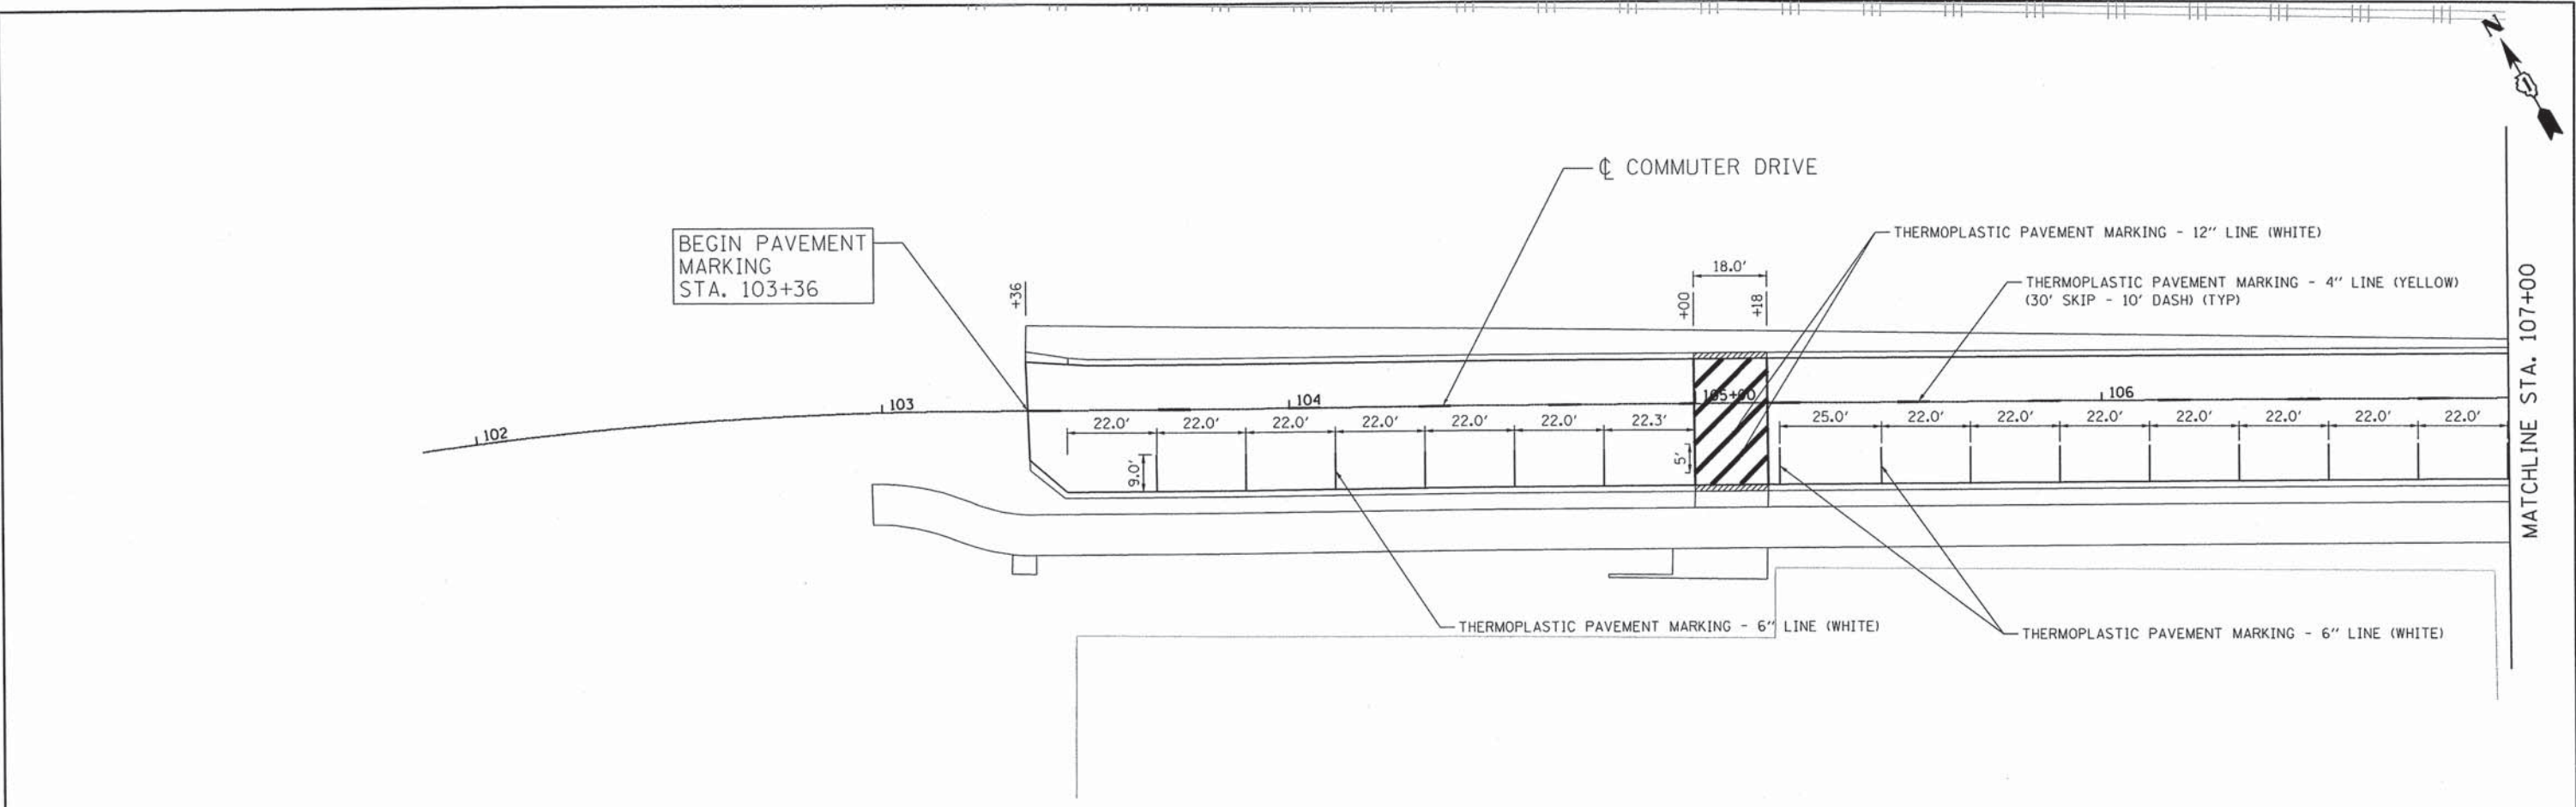 N
℄ COMMUTER DRIVE
BEGIN PAVEMENT
MARKING
STA. 103+36
THERMOPLASTIC PAVEMENT MARKING - 12" LINE (WHITE)
THERMOPLASTIC PAVEMENT MARKING - 4" LINE (YELLOW)
(30' SKIP - 10' DASH) (TYP)
MATCHLINE STA. 107+00
+36
18.0'
+00
+18
102
103
104
105+00
106
22.0' 22.0' 22.0' 22.0' 22.0' 22.0' 22.3' 25.0' 22.0' 22.0' 22.0' 22.0' 22.0' 22.0' 22.0'
9.0'
5'
THERMOPLASTIC PAVEMENT MARKING - 6" LINE (WHITE)
THERMOPLASTIC PAVEMENT MARKING - 6" LINE (WHITE)